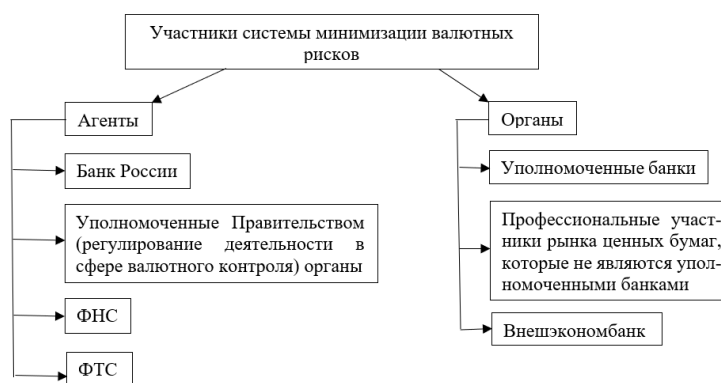 Участники системы минимизации валютных
рисков
Агенты
Банк России
Уполномоченные Правительством
(регулирование деятельности в
сфере валютного контроля) органы
ФНС
ФТС
Органы
Уполномоченные банки
Профессиональные участ-
ники рынка ценных бумаг,
которые не являются упол-
номоченными банками
Внешэкономбанк